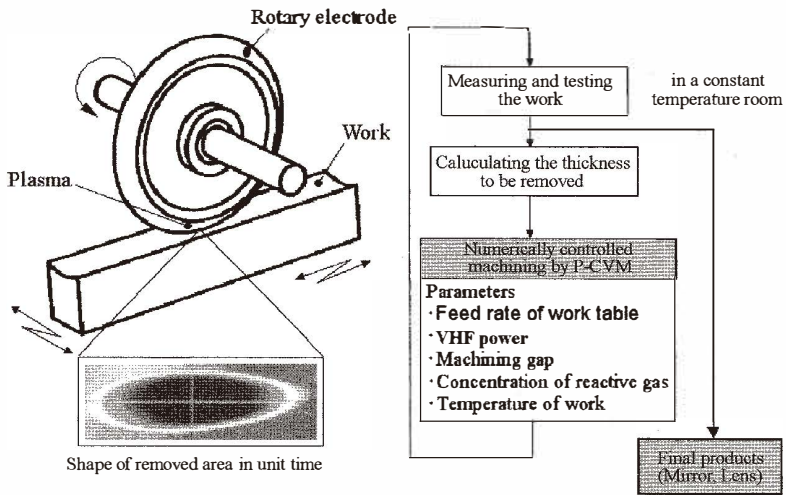 Rotary electrode
Work
Plasma
Shape of removed area in unit time
Measuring and testing
the work
in a constant
temperature room
Caluculating the thickness
to be removed
Numerically controlled
machining by P-CVM
Parameters
·Feed rate of work table
·VHF power
·Machining gap
·Concentration of reactive gas
·Temperature of work
Final products
(Mirror, Lens)